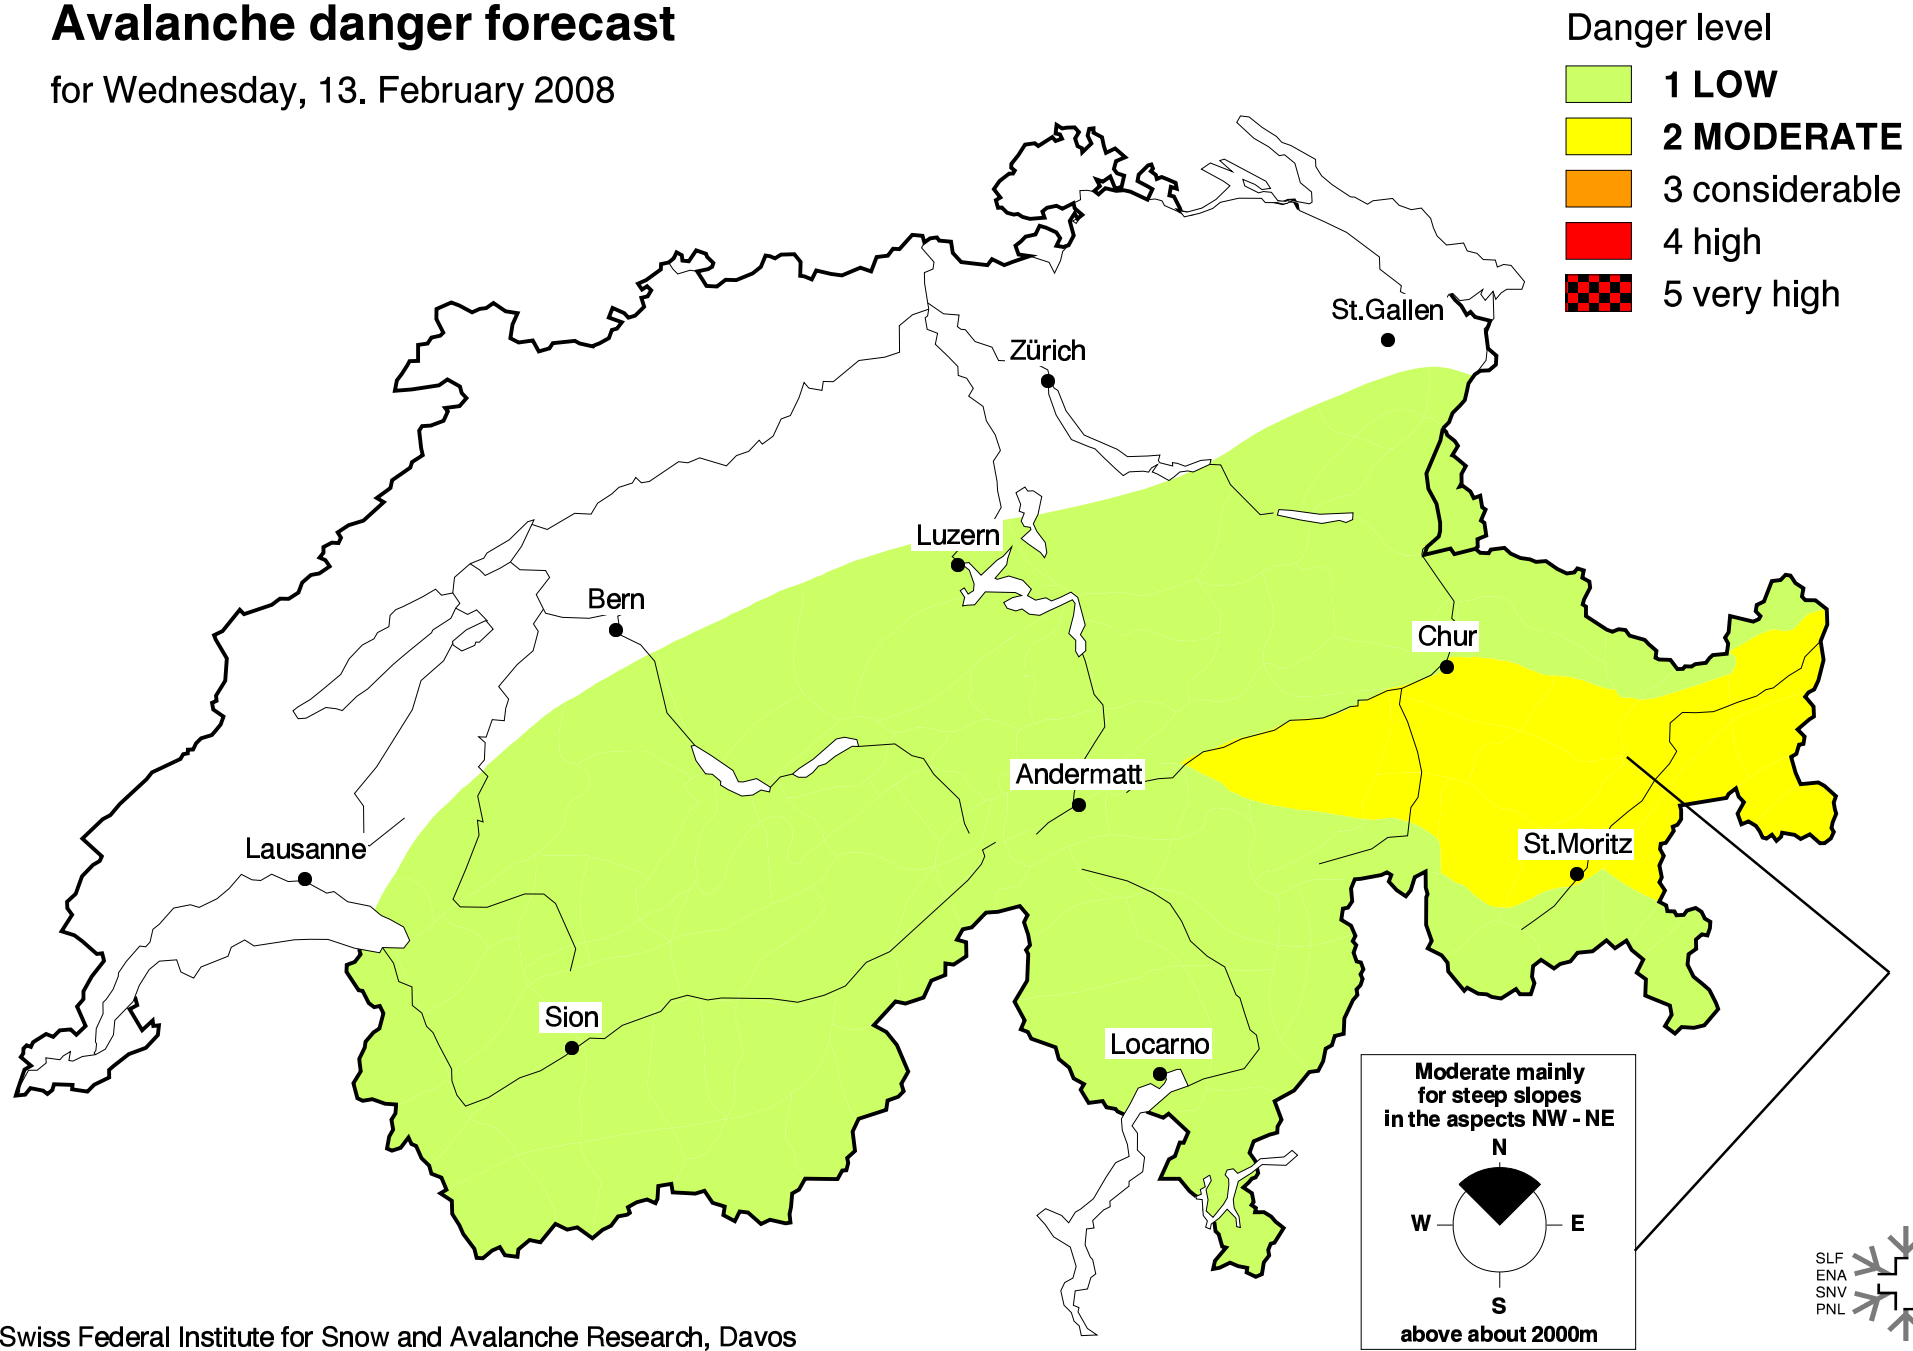 Avalanche danger forecast
for Wednesday, 13. February 2008
Danger level
1 LOW
2 MODERATE
3 considerable
4 high
5 very high
St.Gallen
Zürich
Luzern
Bern
Chur
Andermatt
St.Moritz
Lausanne
Sion
Locarno
Moderate mainly
for steep slopes
in the aspects NW - NE
N
W
E
S
above about 2000m
SLF
ENA
SNV
PNL
Swiss Federal Institute for Snow and Avalanche Research, Davos